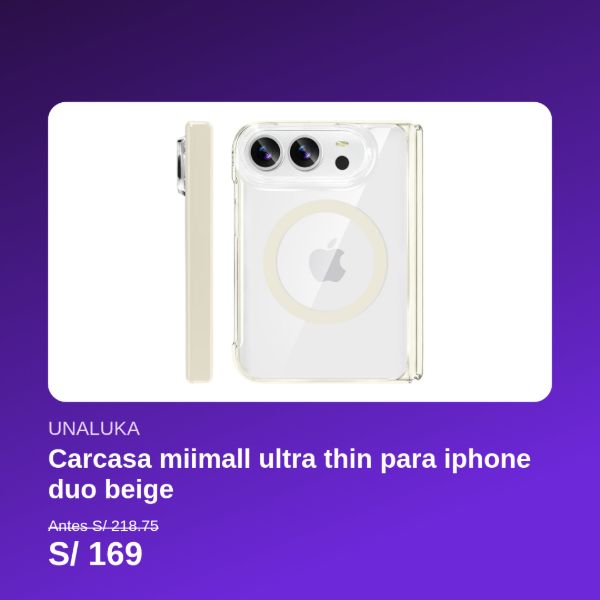 UNALUKA
Carcasa miimall ultra thin para iphone
duo beige
Antes S/ 218.75
S/ 169